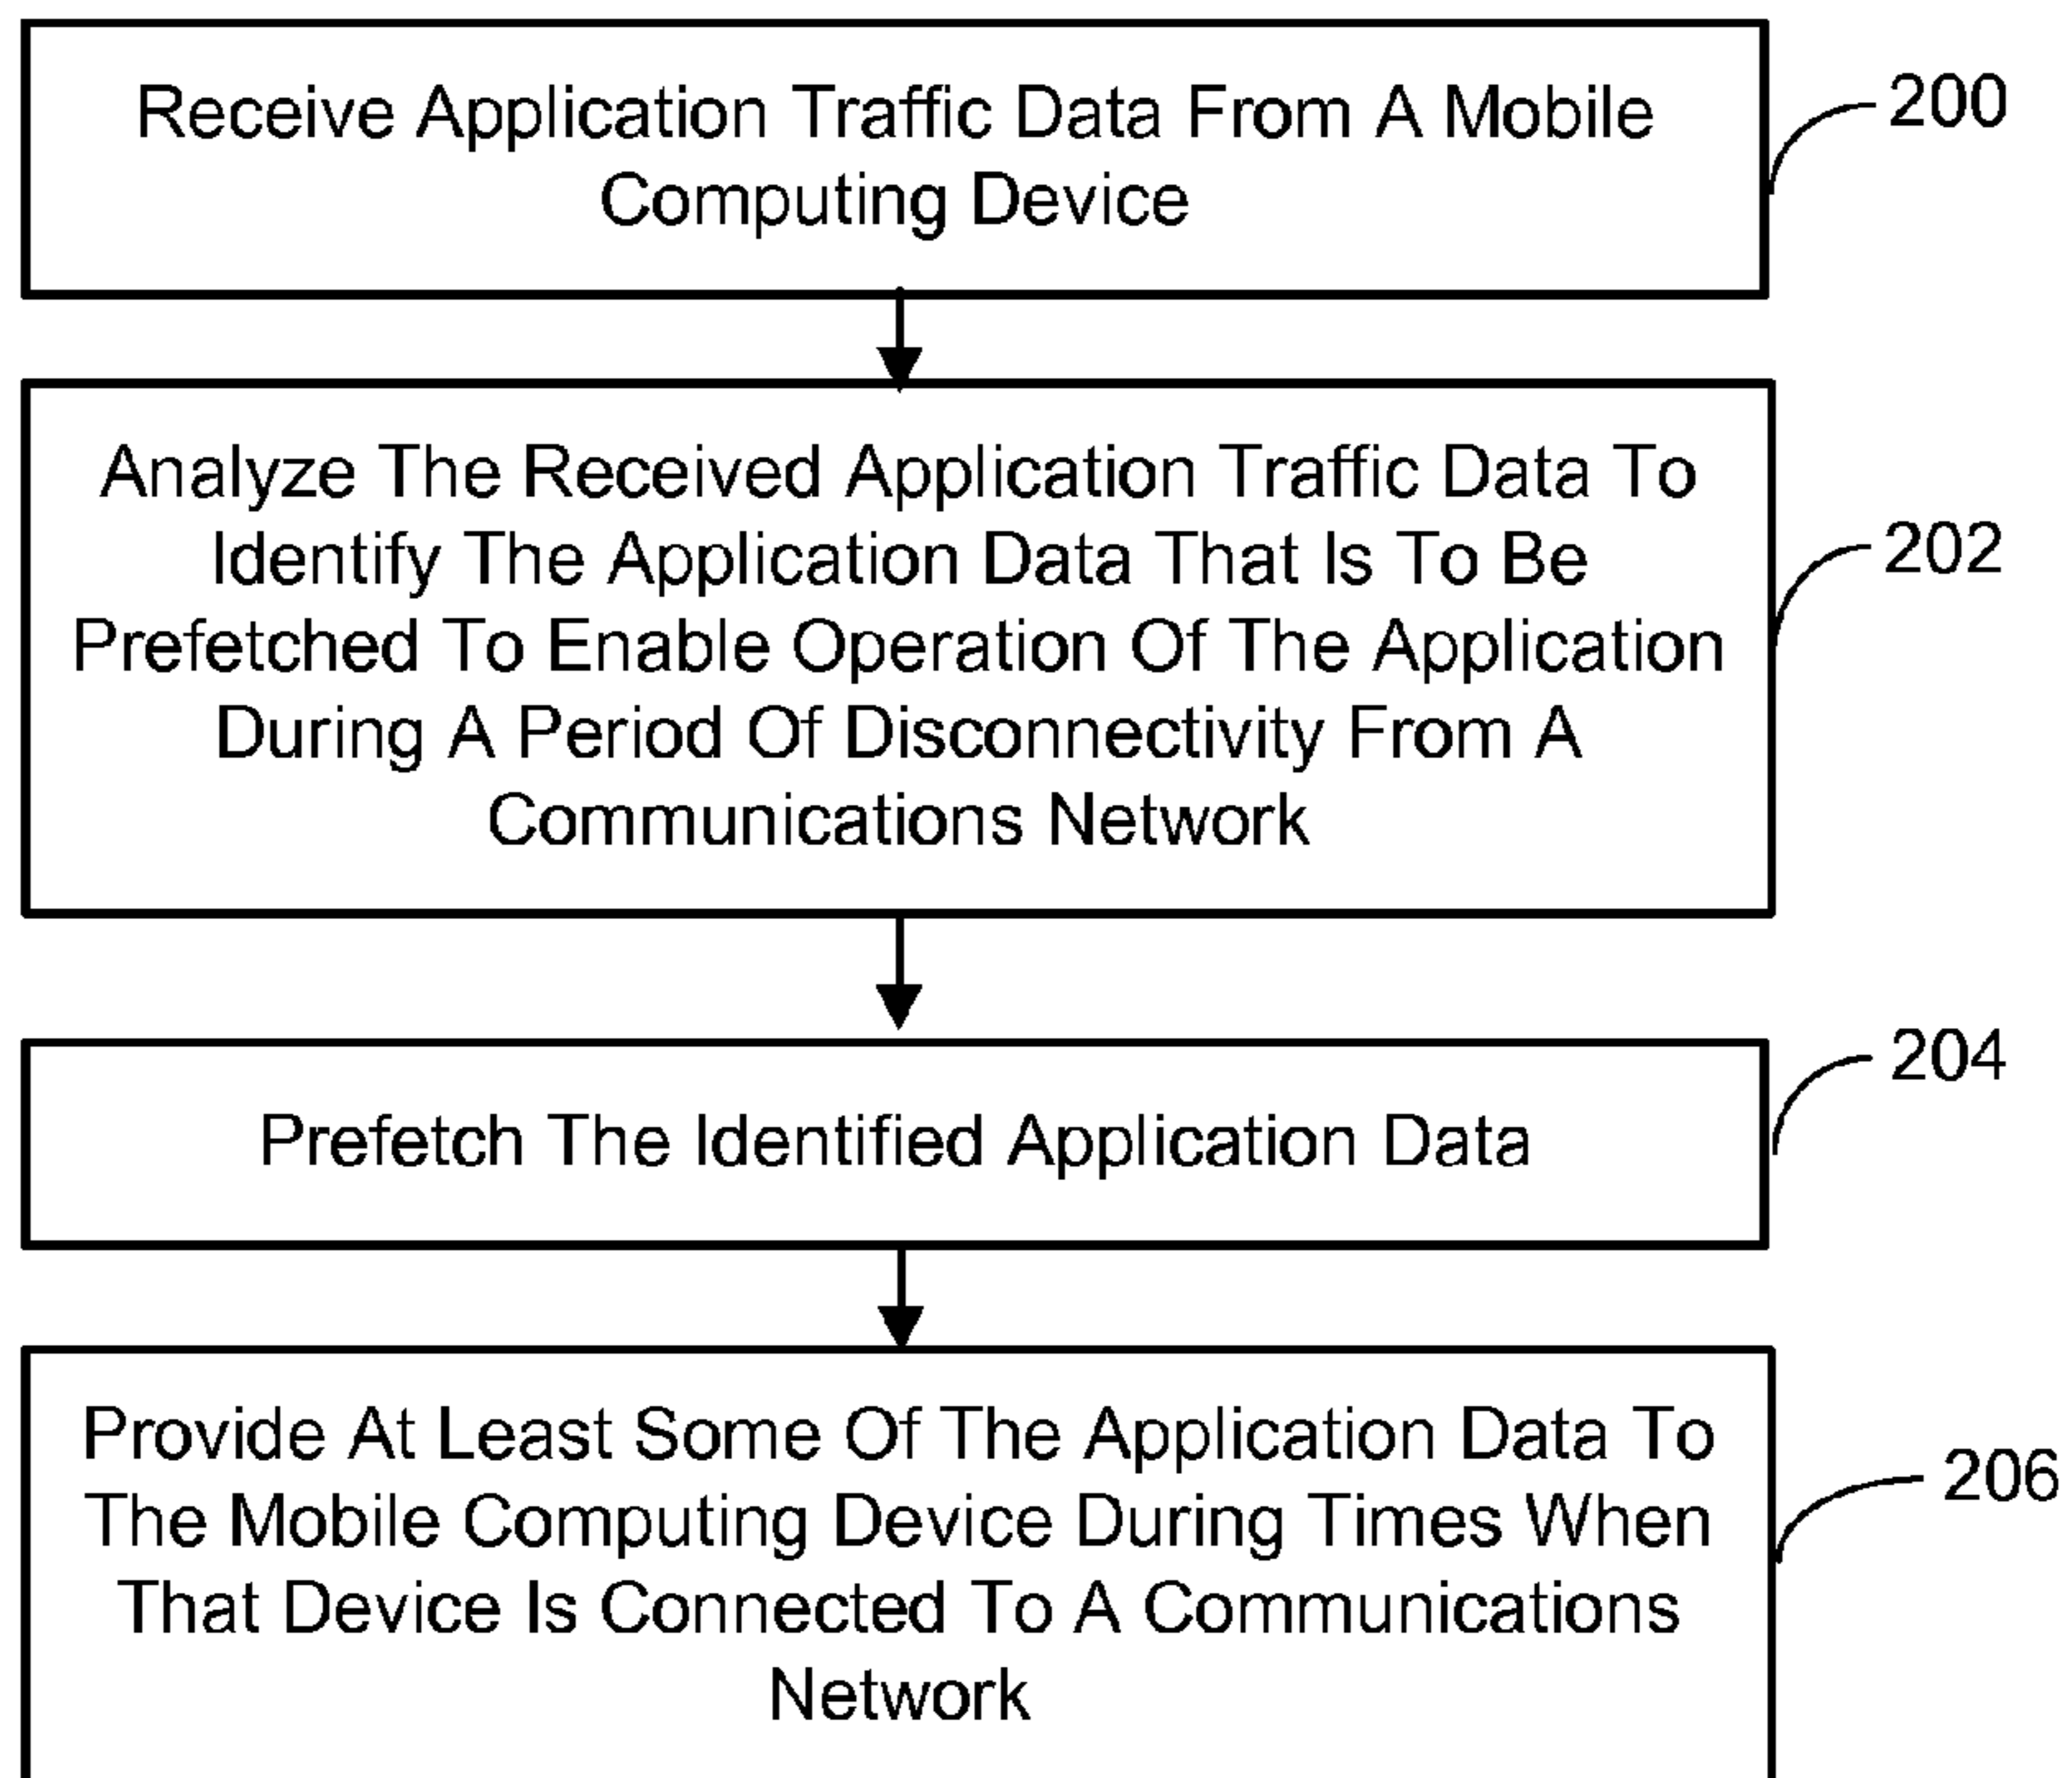 Receive Application Traffic Data From A Mobile
Computing Device
200
Analyze The Received Application Traffic Data To
Identify The Application Data That Is To Be
Prefetched To Enable Operation Of The Application
During A Period Of Disconnectivity From A
Communications Network
202
Prefetch The Identified Application Data
204
Provide At Least Some Of The Application Data To
The Mobile Computing Device During Times When
That Device Is Connected To A Communications
Network
206